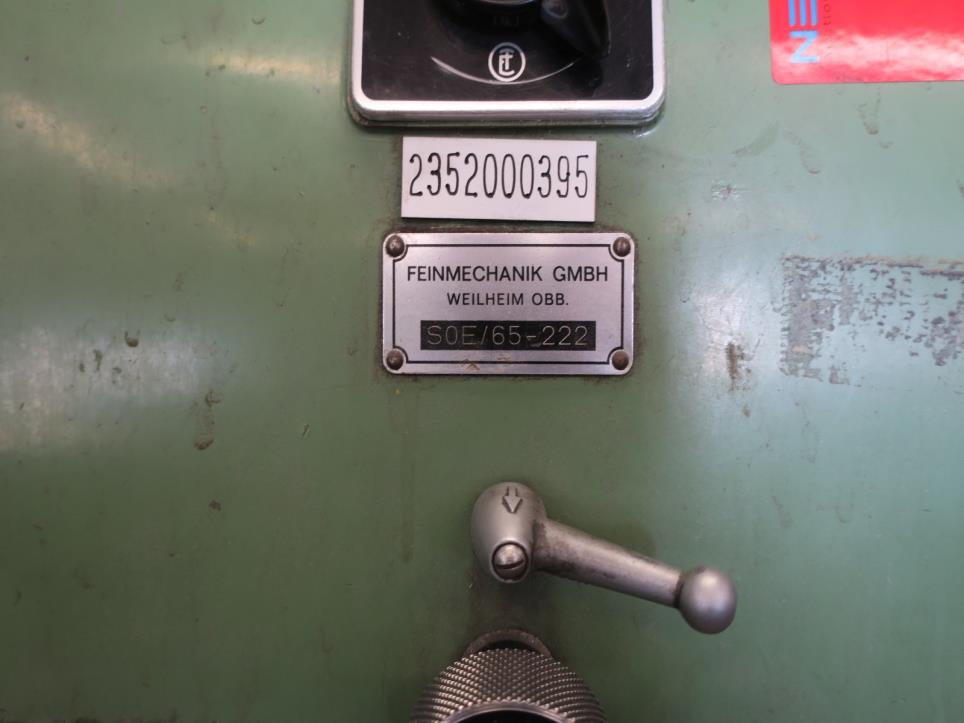 2352000395
FEINMECHANIK GMBH
WEILHEIM OBB.
S0E/65-222